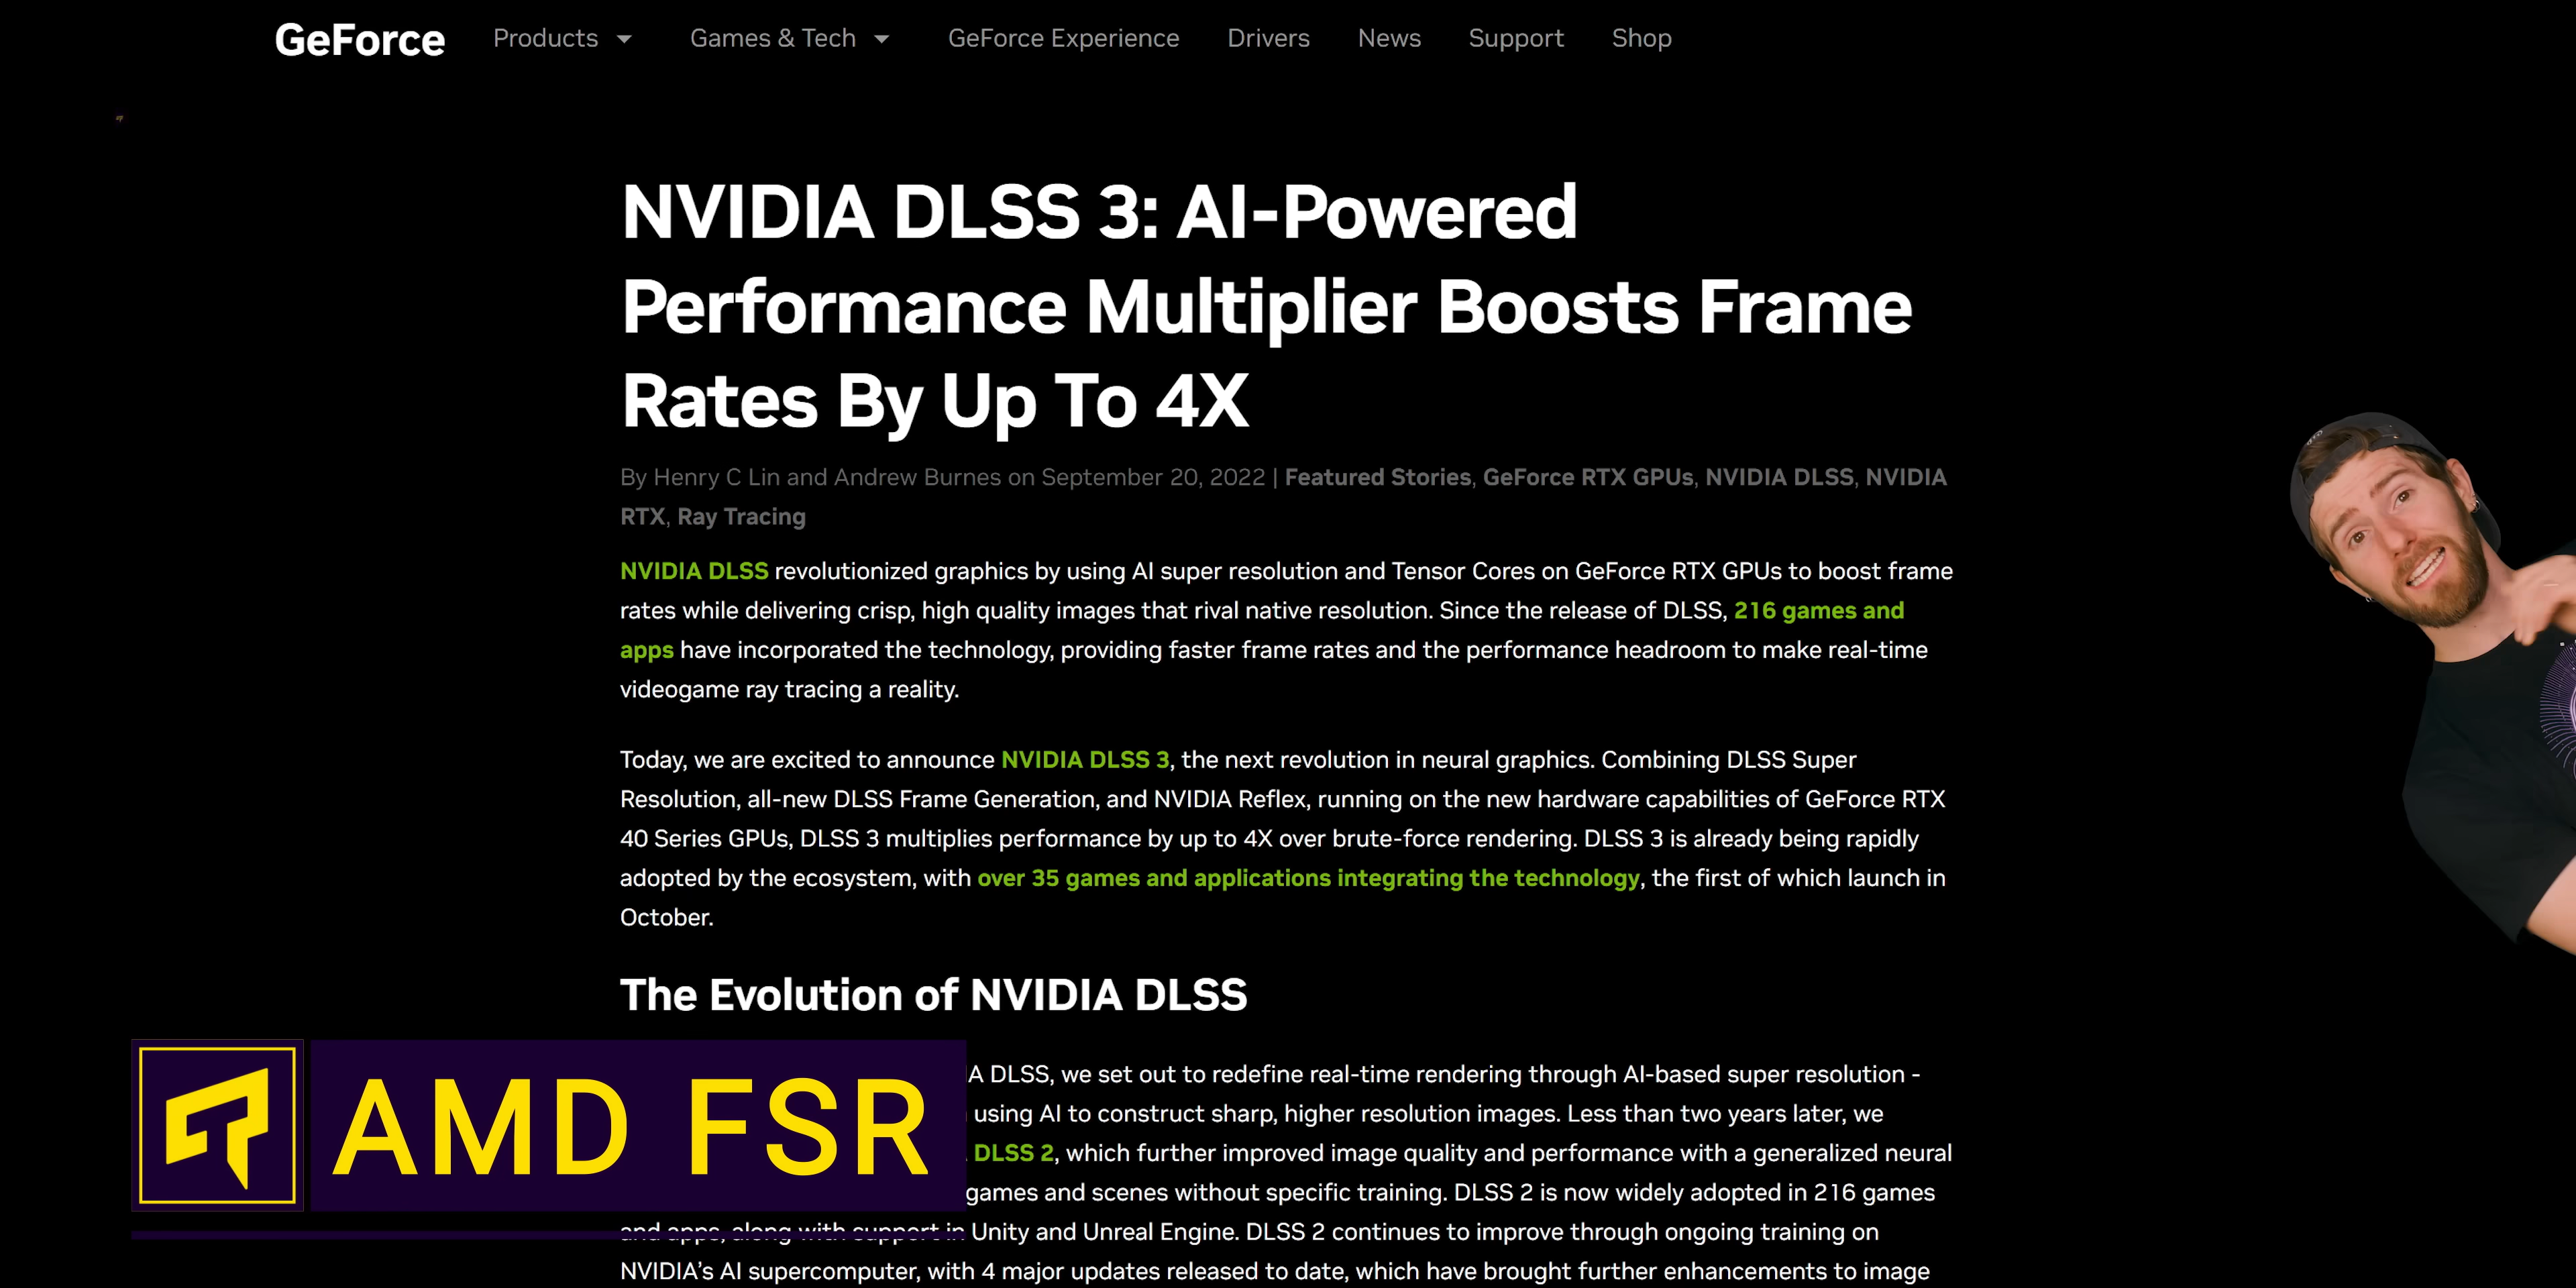 GeForce Products Games & Tech GeForce Experience Drivers News Support Shop
NVIDIA DLSS 3: AI-Powered
Performance Multiplier Boosts Frame
Rates By Up To 4X
By Henry C Lin and Andrew Burnes on September 20, 2022 | Featured Stories, GeForce RTX GPUs, NVIDIA DLSS, NVIDIA
RTX, Ray Tracing
NVIDIA DLSS revolutionized graphics by using AI super resolution and Tensor Cores on GeForce RTX GPUs to boost frame
rates while delivering crisp, high quality images that rival native resolution. Since the release of DLSS, 216 games and
apps have incorporated the technology, providing faster frame rates and the performance headroom to make real-time
videogame ray tracing a reality.
Today, we are excited to announce NVIDIA DLSS 3, the next revolution in neural graphics. Combining DLSS Super
Resolution, all-new DLSS Frame Generation, and NVIDIA Reflex, running on the new hardware capabilities of GeForce RTX
40 Series GPUs, DLSS 3 multiplies performance by up to 4X over brute-force rendering. DLSS 3 is already being rapidly
adopted by the ecosystem, with over 35 games and applications integrating the technology, the first of which launch in
October.
The Evolution of NVIDIA DLSS
DLSS, we set out to redefine real-time rendering through AI-based super resolution -
using AI to construct sharp, higher resolution images. Less than two years later, we
DLSS 2, which further improved image quality and performance with a generalized neural
games and scenes without specific training. DLSS 2 is now widely adopted in 216 games
and apps, along with support in Unity and Unreal Engine. DLSS 2 continues to improve through ongoing training on
NVIDIA's AI supercomputer, with 4 major updates released to date, which have brought further enhancements to image
AMD FSR